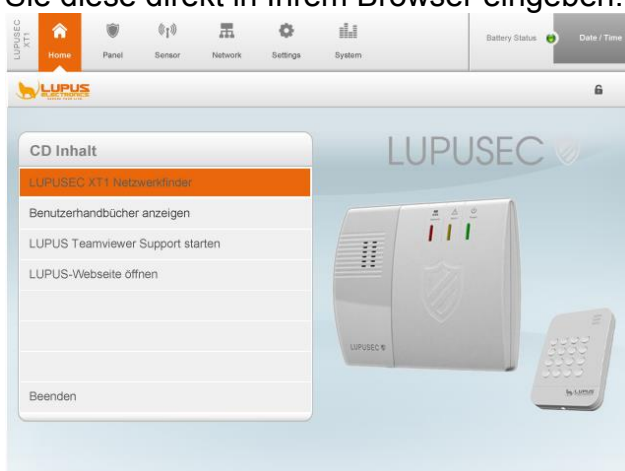 Sie diese direkt in Ihrem Browser eingeben.
LUPUSEC XT1
Home Panel Sensor Network Settings System
Battery Status Date / Time
LUPUS
ELECTRONICS
CD Inhalt
LUPUSEC
LUPUSEC XT1 Netzwerkfinder
Benutzerhandbücher anzeigen
LUPUS Teamviewer Support starten
LUPUS-Webseite öffnen
LUPUSEC
LUPUS
Beenden